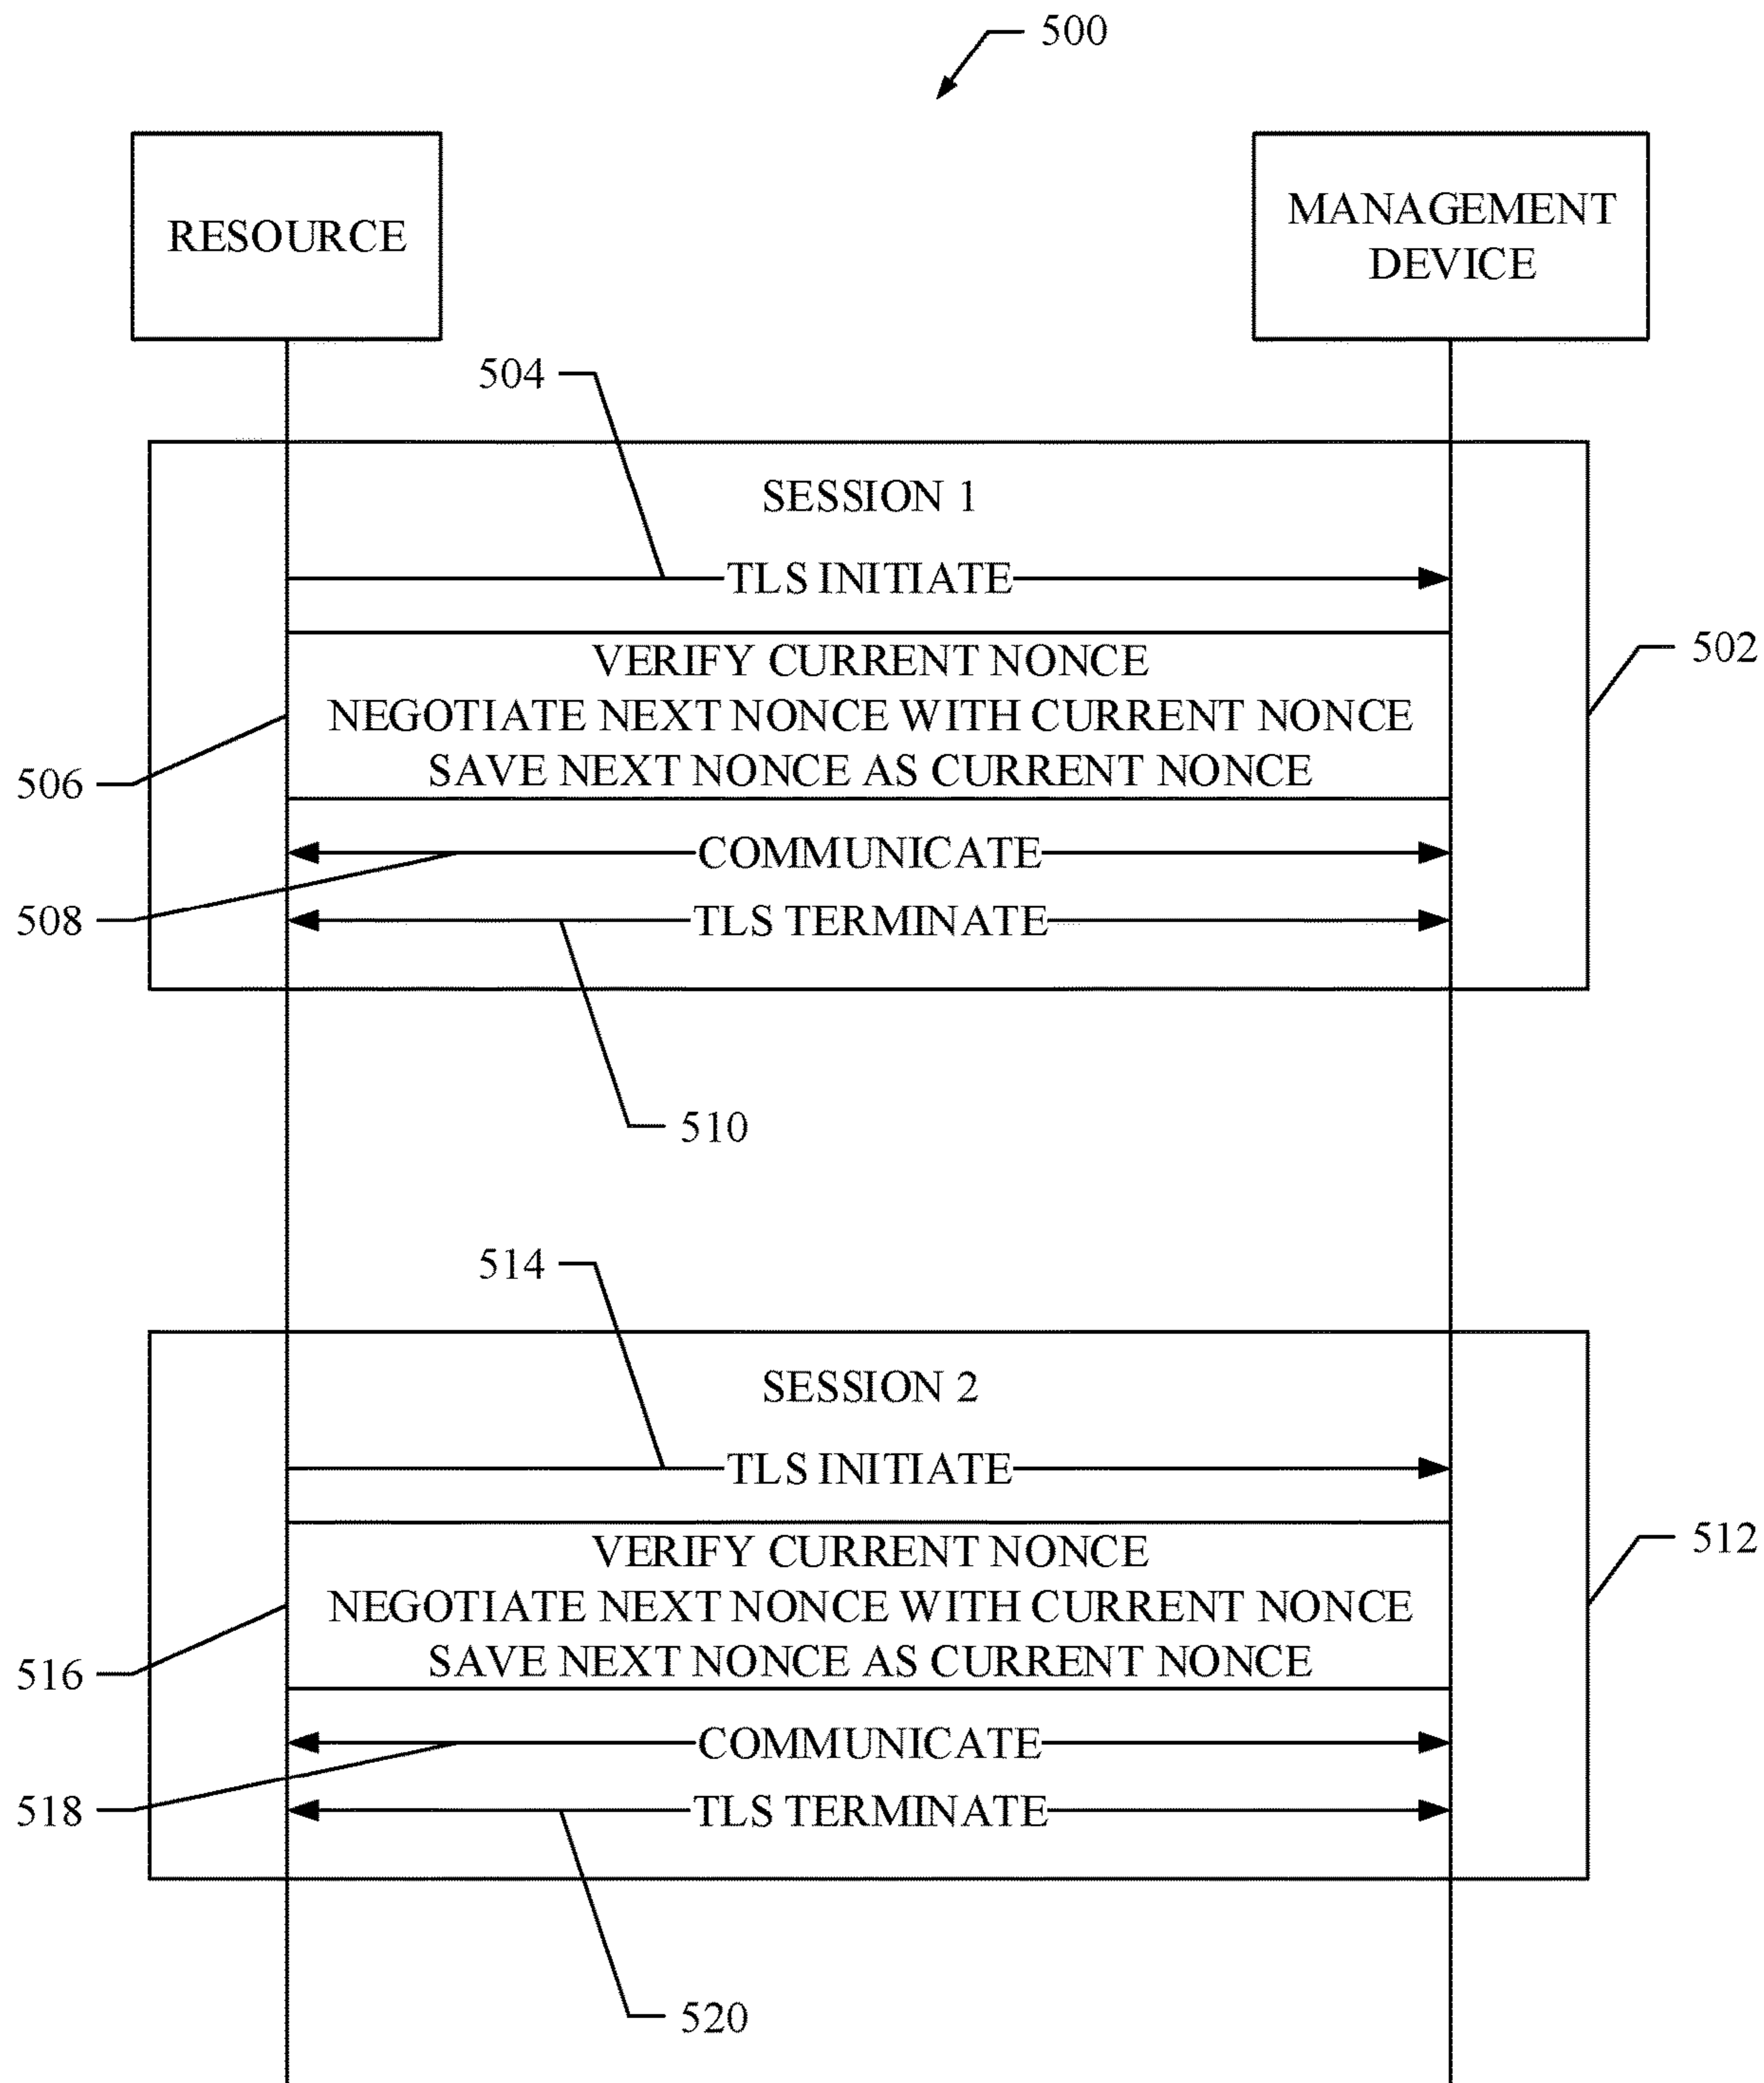 500
RESOURCE
MANAGEMENT
DEVICE
504
SESSION 1
TLS INITIATE
502
VERIFY CURRENT NONCE
NEGOTIATE NEXT NONCE WITH CURRENT NONCE
SAVE NEXT NONCE AS CURRENT NONCE
506
COMMUNICATE
508
TLS TERMINATE
510
514
SESSION 2
TLS INITIATE
512
VERIFY CURRENT NONCE
NEGOTIATE NEXT NONCE WITH CURRENT NONCE
SAVE NEXT NONCE AS CURRENT NONCE
516
COMMUNICATE
518
TLS TERMINATE
520